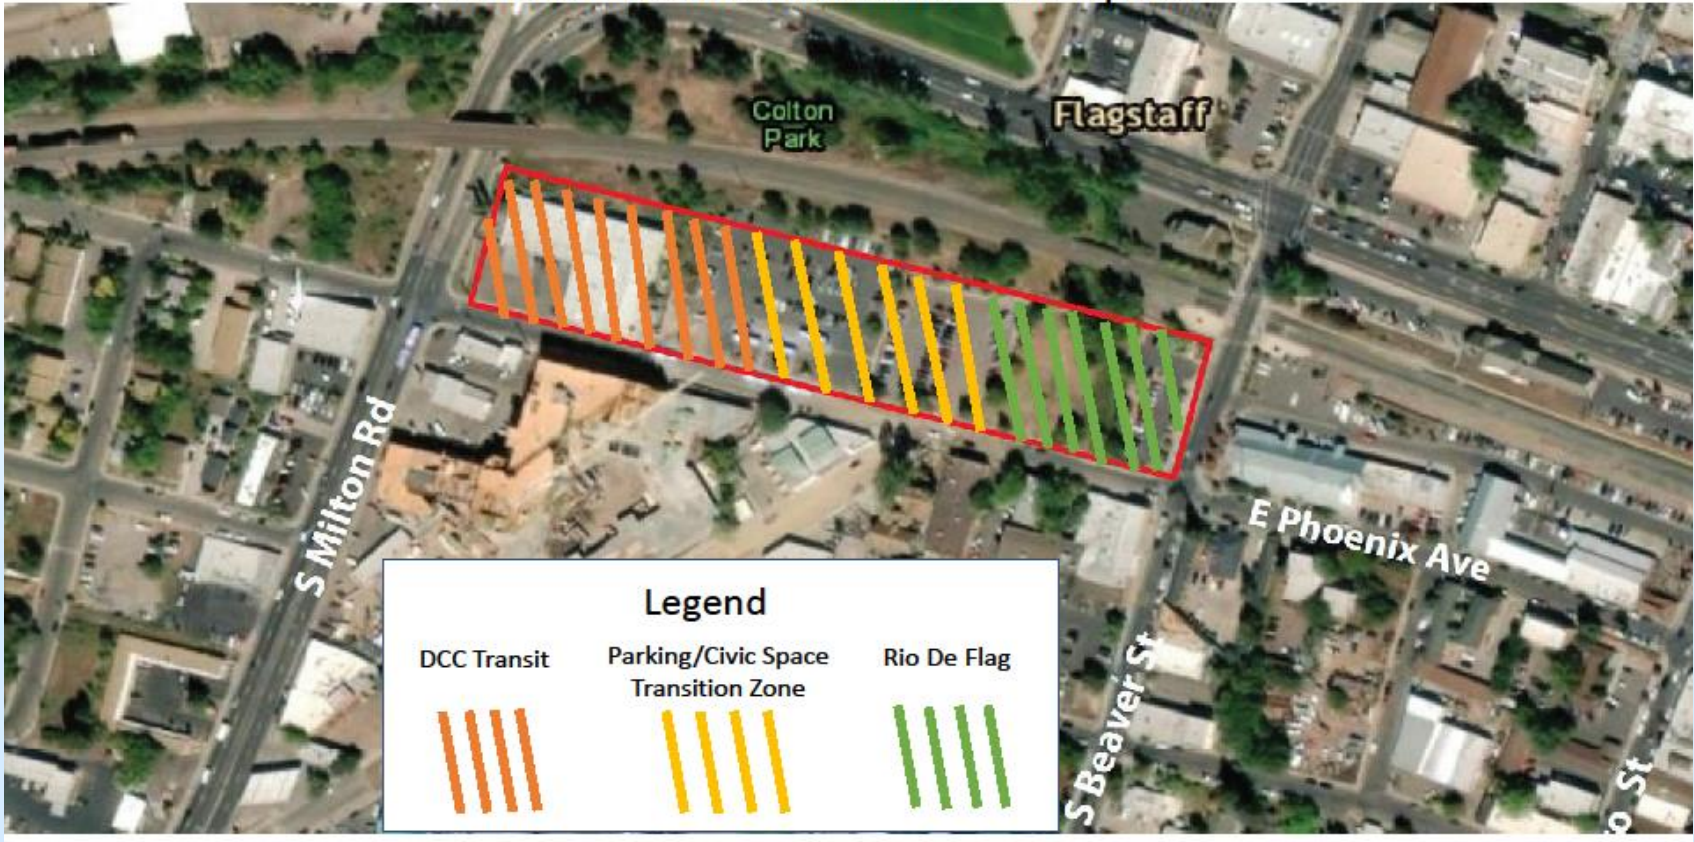 Colton
Park
Flagstaff
S Milton Rd
E Phoenix Ave
S Beaver St
St
Legend
DCC Transit
Parking/Civic Space
Transition Zone
Rio De Flag